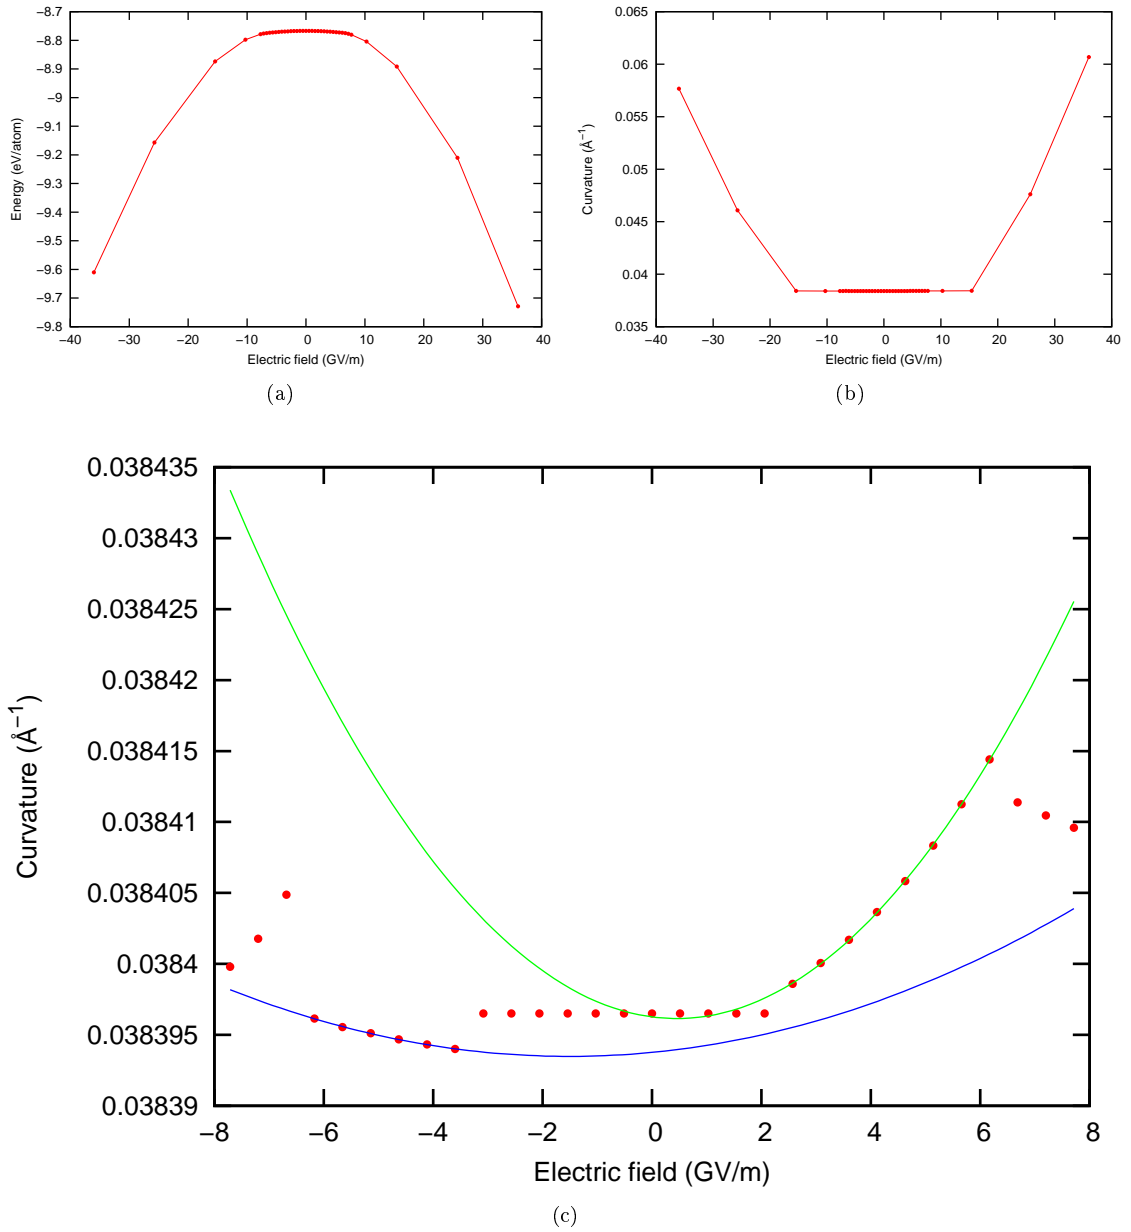 −8.7
−8.8
−8.9
−9
−9.1
−9.2
−9.3
−9.4
−9.5
−9.6
−9.7
−9.8
−40 −30 −20 −10 0 10 20 30 40
Energy (eV/atom)
Electric field (GV/m)
(a)
0.065
0.06
0.055
0.05
0.045
0.04
0.035
−40 −30 −20 −10 0 10 20 30 40
Curvature (Å−1)
Electric field (GV/m)
(b)
0.038435
0.03843
0.038425
0.03842
0.038415
0.03841
0.038405
0.0384
0.038395
0.03839
−8 −6 −4 −2 0 2 4 6 8
Curvature (Å−1)
Electric field (GV/m)
(c)